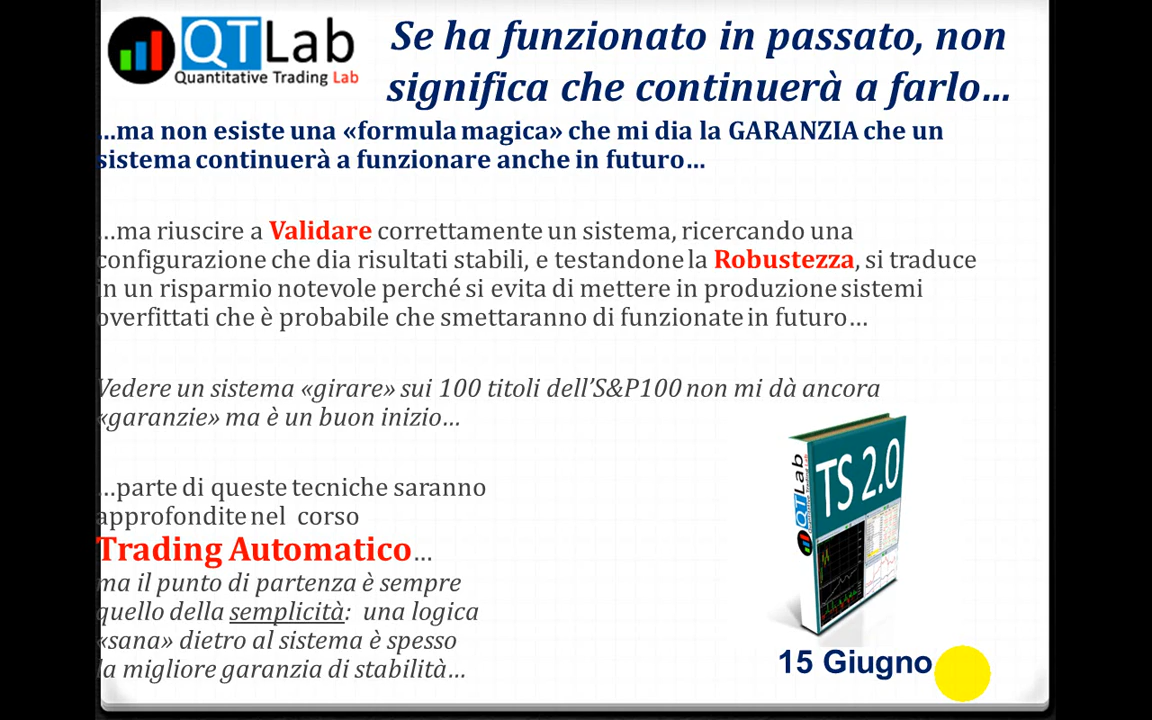 QTLab
Quantitative Trading Lab
Se ha funzionato in passato, non
significa che continuerà a farlo…
…ma non esiste una «formula magica» che mi dia la GARANZIA che un
sistema continuerà a funzionare anche in futuro…
…ma riuscire a Validare correttamente un sistema, ricercando una
configurazione che dia risultati stabili, e testandone la Robustezza, si traduce
in un risparmio notevole perché si evita di mettere in produzione sistemi
overfittati che è probabile che smettaranno di funzionate in futuro…
Vedere un sistema «girare» sui 100 titoli dell’S&P100 non mi dà ancora
«garanzie» ma è un buon inizio…
…parte di queste tecniche saranno
approfondite nel corso
Trading Automatico…
ma il punto di partenza è sempre
quello della semplicità: una logica
«sana» dietro al sistema è spesso
la migliore garanzia di stabilità…
QTLab
TS 2.0
15 Giugno